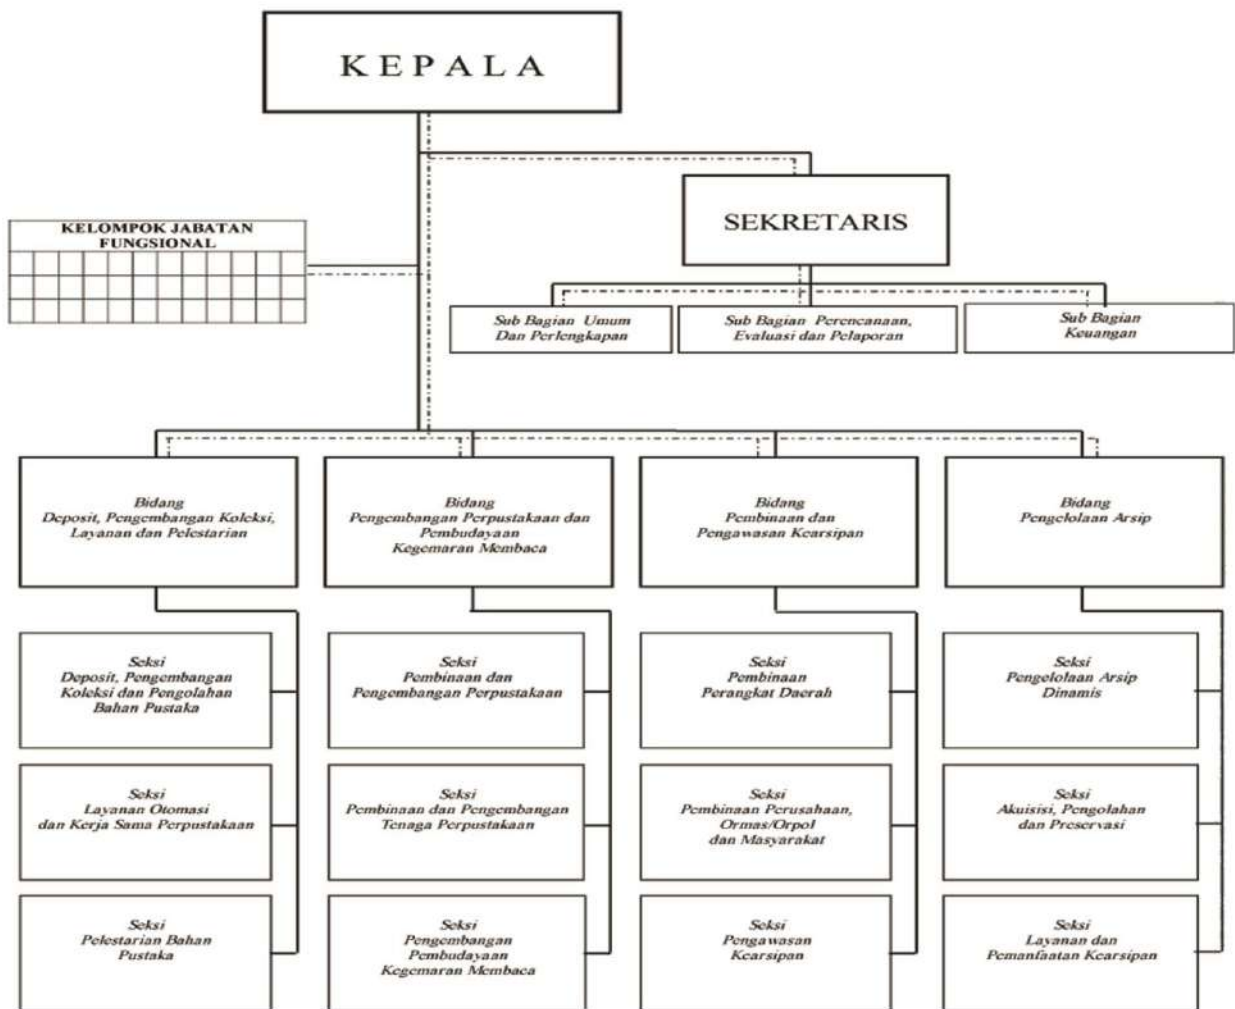 K E P A L A
SEKRETARIS
KELOMPOK JABATAN
FUNGSIONAL
Sub Bagian Umum
Dan Perlengkapan
Sub Bagian Perencanaan,
Evaluasi dan Pelaporan
Sub Bagian
Keuangan
Bidang
Deposit, Pengembangan Koleksi,
Layanan dan Pelestarian
Bidang
Pengembangan Perpustakaan dan
Pembudayaan
Kegemaran Membaca
Bidang
Pembinaan dan
Pengawasan Kearsipan
Bidang
Pengelolaan Arsip
Seksi
Deposit, Pengembangan
Koleksi dan Pengolahan
Bahan Pustaka
Seksi
Pembinaan dan
Pengembangan Perpustakaan
Seksi
Pembinaan
Perangkat Daerah
Seksi
Pengelolaan Arsip
Dinamis
Seksi
Layanan Otomasi
dan Kerja Sama Perpustakaan
Seksi
Pembinaan dan Pengembangan
Tenaga Perpustakaan
Seksi
Pembinaan Perusahaan,
Ormas/Orpol
dan Masyarakat
Seksi
Akuisisi, Pengolahan
dan Preservasi
Seksi
Pelestarian Bahan
Pustaka
Seksi
Pengembangan
Pembudayaan
Kegemaran Membaca
Seksi
Pengawasan
Kearsipan
Seksi
Layanan dan
Pemanfaatan Kearsipan